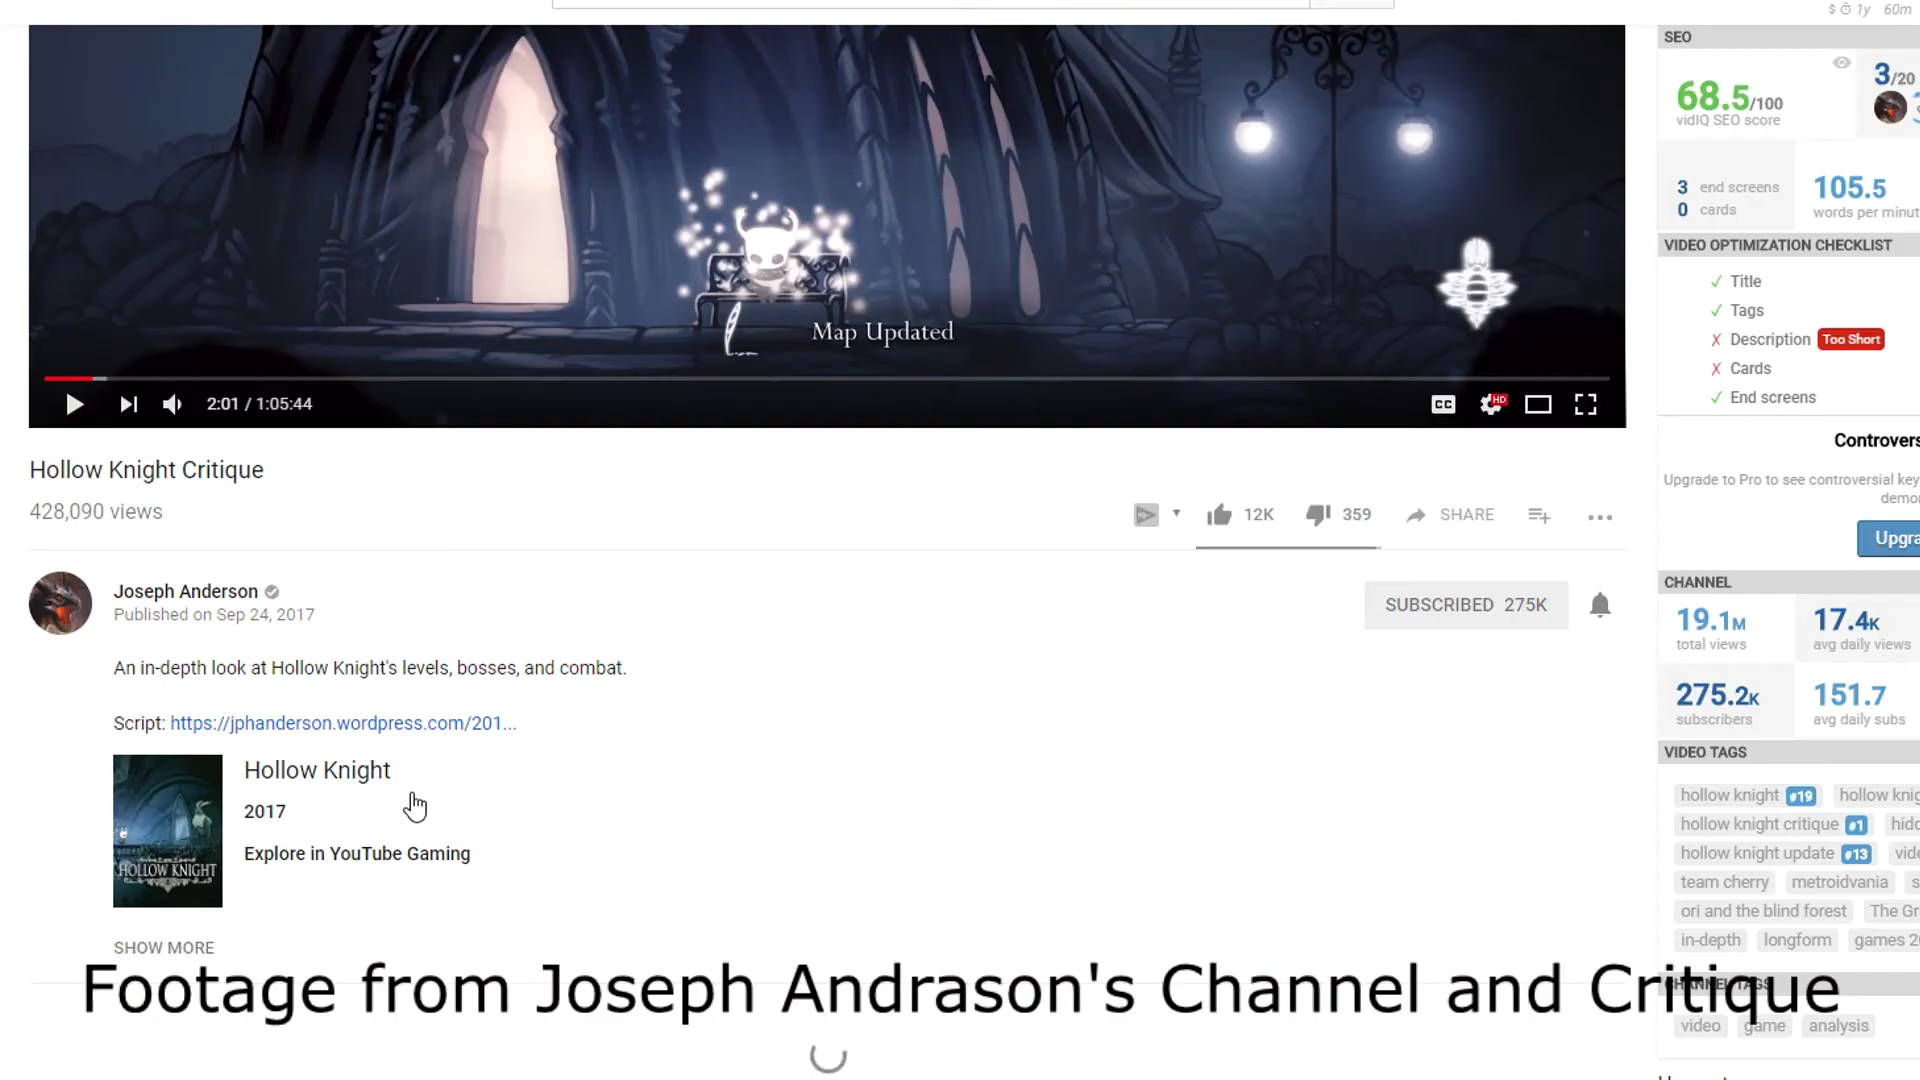 $ 1y 60m
Map Updated
2:01 / 1:05:44
CC
HD
Hollow Knight Critique
428,090 views
12K
359
SHARE
Joseph Anderson
Published on Sep 24, 2017
SUBSCRIBED 275K
An in-depth look at Hollow Knight's levels, bosses, and combat.
Script: https://jphanderson.wordpress.com/201...
HOLLOW KNIGHT
Hollow Knight
2017
Explore in YouTube Gaming
SHOW MORE
Footage from Joseph Andrason's Channel and Critique
SEO
68.5/100
vidIQ SEO score
3/20
3 end screens
0 cards
105.5
words per minut
VIDEO OPTIMIZATION CHECKLIST
✓ Title
✓ Tags
✗ Description Too Short
✗ Cards
✓ End screens
Controvers
Upgrade to Pro to see controversial key
demo
Upgra
CHANNEL
19.1M
total views
17.4K
avg daily views
275.2K
subscribers
151.7
avg daily subs
VIDEO TAGS
hollow knight #19 hollow knig
hollow knight critique #1 hidd
hollow knight update #13 vide
team cherry metroidvania s
ori and the blind forest The Gr
in-depth longform games 20
CHANNEL TAGS
video game analysis